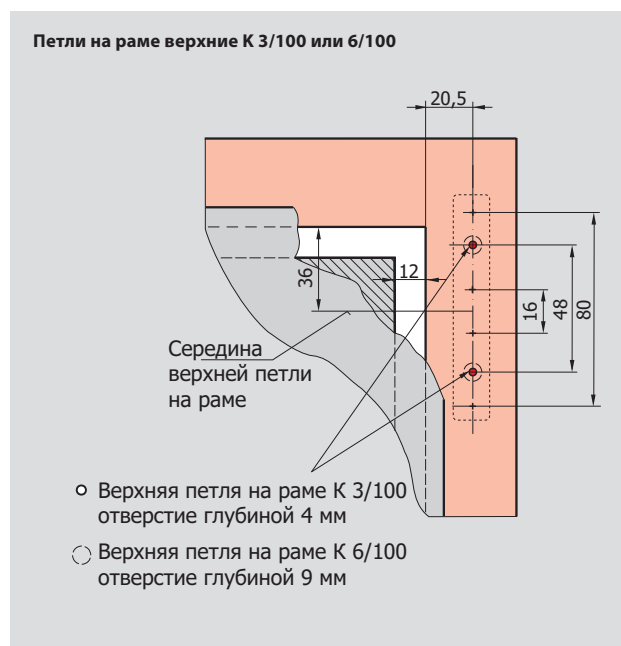 Петли на раме верхние К 3/100 или 6/100
20,5
36
12
16
48
80
Середина
верхней петли
на раме
Верхняя петля на раме К 3/100
отверстие глубиной 4 мм
Верхняя петля на раме К 6/100
отверстие глубиной 9 мм